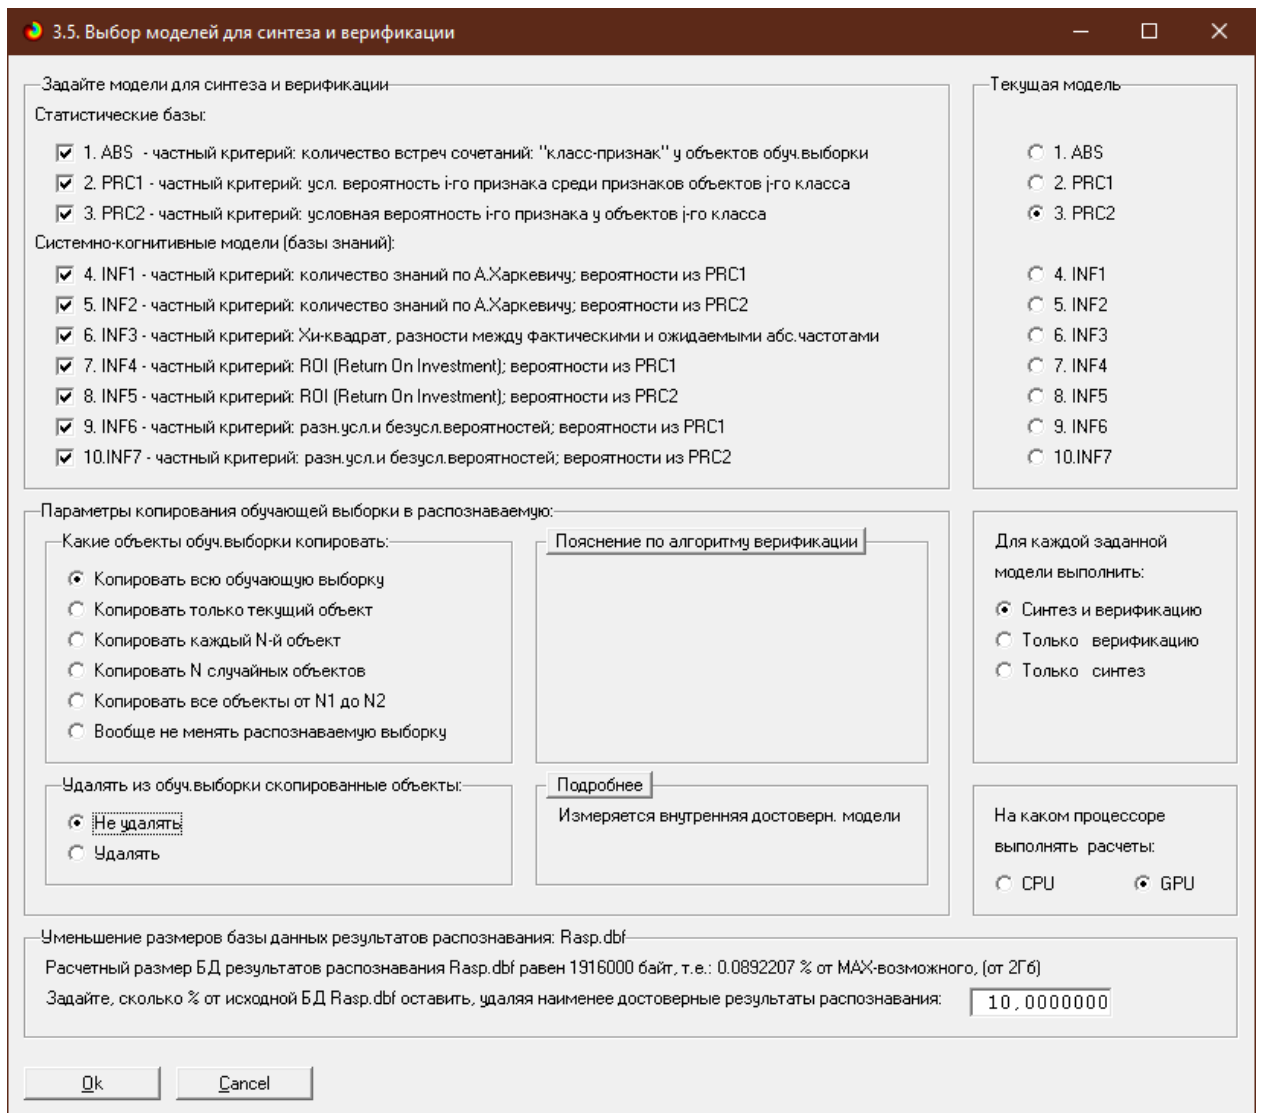 3.5. Выбор моделей для синтеза и верификации
Задайте модели для синтеза и верификации
Статистические базы:
1. ABS - частный критерий: количество встреч сочетаний: "класс-признак" у объектов обуч.выборки
2. PRC1 - частный критерий: усл. вероятность i-го признака среди признаков объектов j-го класса
3. PRC2 - частный критерий: условная вероятность i-го признака у объектов j-го класса
Системно-когнитивные модели (базы знаний):
4. INF1 - частный критерий: количество знаний по А.Харкевичу; вероятности из PRC1
5. INF2 - частный критерий: количество знаний по А.Харкевичу; вероятности из PRC2
6. INF3 - частный критерий: Хи-квадрат, разности между фактическими и ожидаемыми абс.частотами
7. INF4 - частный критерий: ROI (Return On Investment); вероятности из PRC1
8. INF5 - частный критерий: ROI (Return On Investment); вероятности из PRC2
9. INF6 - частный критерий: разн.усл.и безусл.вероятностей; вероятности из PRC1
10.INF7 - частный критерий: разн.усл.и безусл.вероятностей; вероятности из PRC2
Текущая модель
1. ABS
2. PRC1
3. PRC2
4. INF1
5. INF2
6. INF3
7. INF4
8. INF5
9. INF6
10.INF7
Параметры копирования обучающей выборки в распознаваемую:
Какие объекты обуч.выборки копировать:
Копировать всю обучающую выборку
Копировать только текущий объект
Копировать каждый N-й объект
Копировать N случайных объектов
Копировать все объекты от N1 до N2
Вообще не менять распознаваемую выборку
Пояснение по алгоритму верификации
Удалять из обуч.выборки скопированные объекты:
Не удалять
Удалять
Подробнее
Измеряется внутренняя достоверн. модели
Для каждой заданной
модели выполнить:
Синтез и верификацию
Только верификацию
Только синтез
На каком процессоре
выполнять расчеты:
CPU GPU
Уменьшение размеров базы данных результатов распознавания: Rasp.dbf
Расчетный размер БД результатов распознавания Rasp.dbf равен 1916000 байт, т.е.: 0.0892207 % от MAX-возможного, (от 2Гб)
Задайте, сколько % от исходной БД Rasp.dbf оставить, удаляя наименее достоверные результаты распознавания: 10,0000000
Ok Cancel